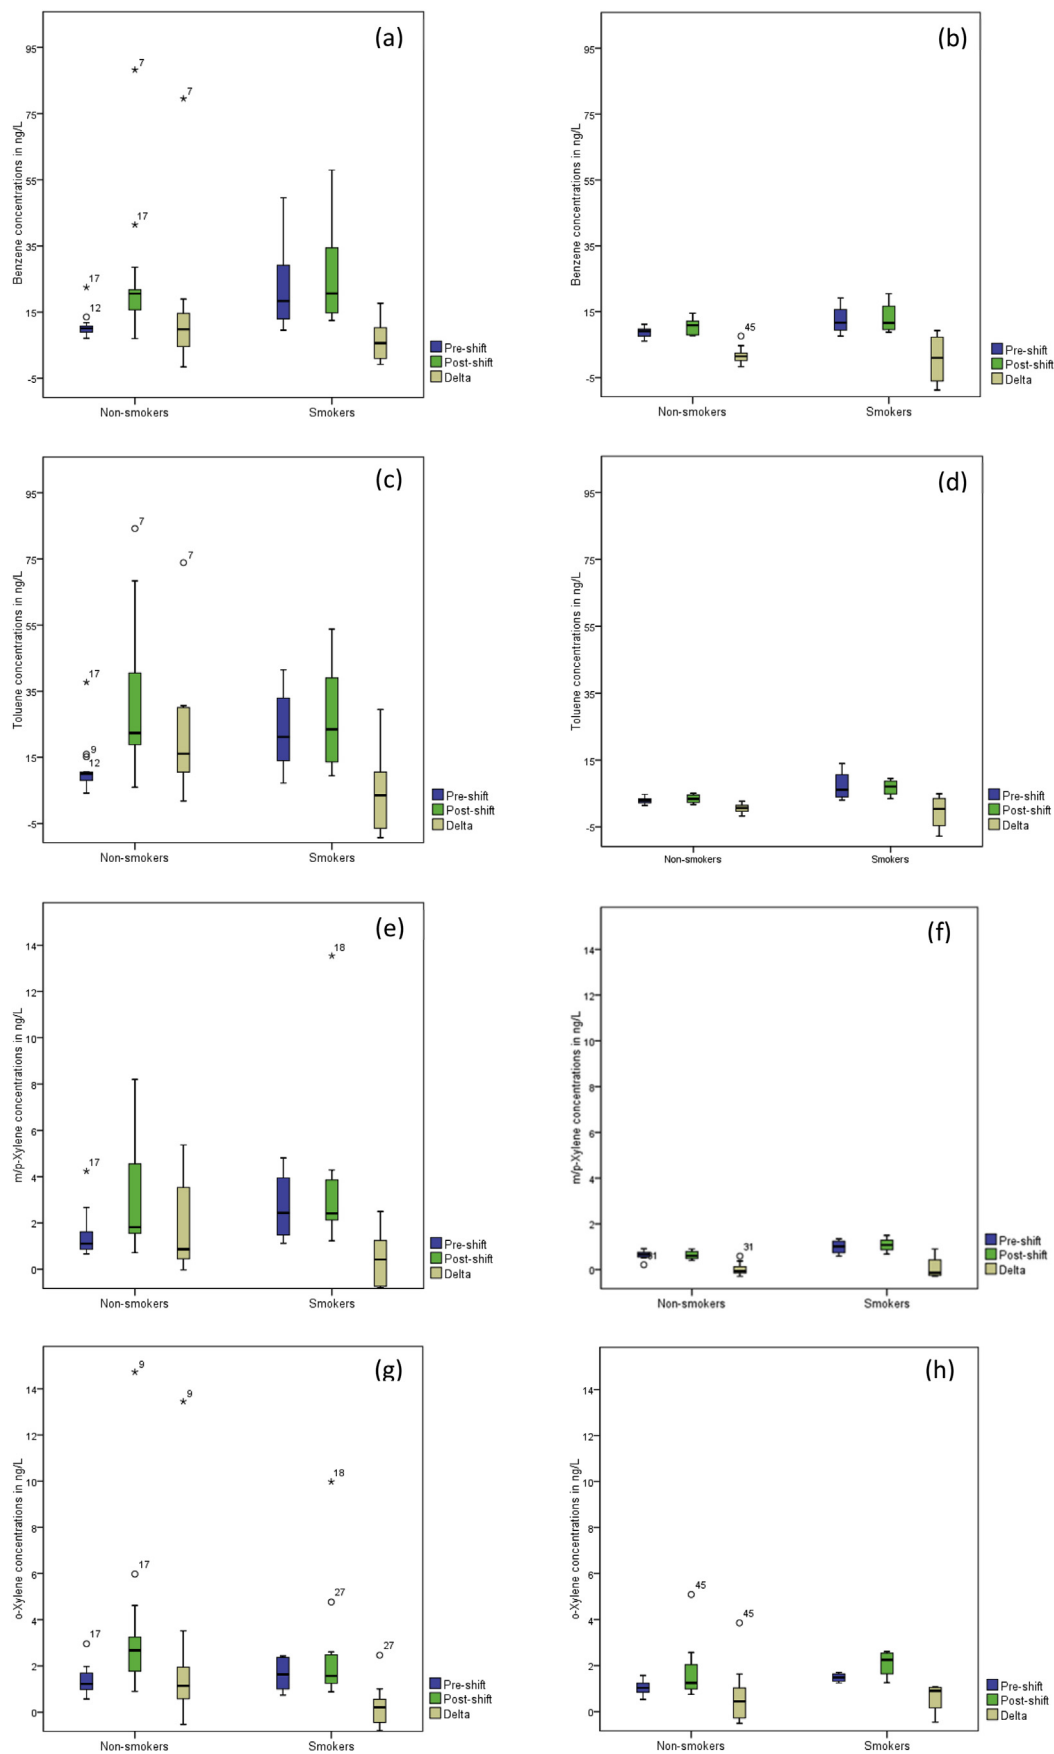 (a)
Benzene concentrations in ng/L
95
75
55
35
15
-5
7
7
17
17
12
Non-smokers
Smokers
Pre-shift
Post-shift
Delta
(b)
Benzene concentrations in ng/L
95
75
55
35
15
-5
45
Non-smokers
Smokers
Pre-shift
Post-shift
Delta
(c)
Toluene concentrations in ng/L
95
75
55
35
15
-5
7
7
17
9
12
Non-smokers
Smokers
Pre-shift
Post-shift
Delta
(d)
Toluene concentrations in ng/L
95
75
55
35
15
-5
Non-smokers
Smokers
Pre-shift
Post-shift
Delta
(e)
m/p-Xylene concentrations in ng/L
14
12
10
8
6
4
2
0
18
17
Non-smokers
Smokers
Pre-shift
Post-shift
Delta
(f)
m/p-Xylene concentrations in ng/L
14
12
10
8
6
4
2
0
31
Non-smokers
Smokers
Pre-shift
Post-shift
Delta
(g)
o-Xylene concentrations in ng/L
14
12
10
8
6
4
2
0
9
9
18
17
27
17
27
Non-smokers
Smokers
Pre-shift
Post-shift
Delta
(h)
o-Xylene concentrations in ng/L
14
12
10
8
6
4
2
0
45
45
Non-smokers
Smokers
Pre-shift
Post-shift
Delta